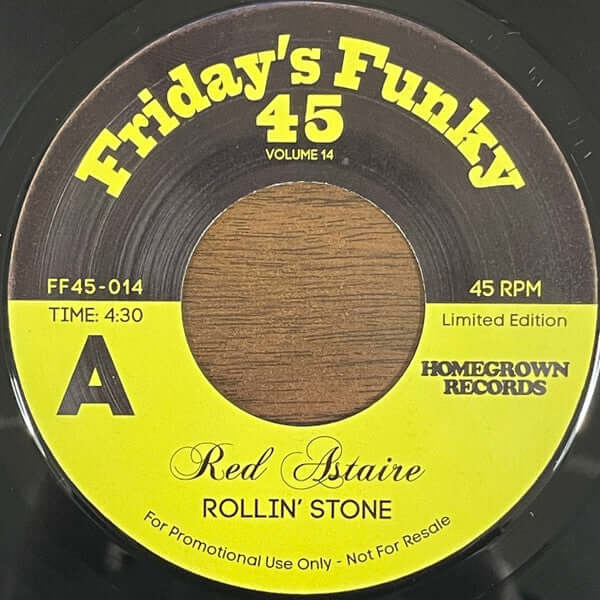 Friday's Funky
45
VOLUME 14
FF45-014
45 RPM
TIME: 4:30
Limited Edition
A
HOMEGROWN
RECORDS
Red Astaire
ROLLIN' STONE
For Promotional Use Only - Not For Resale